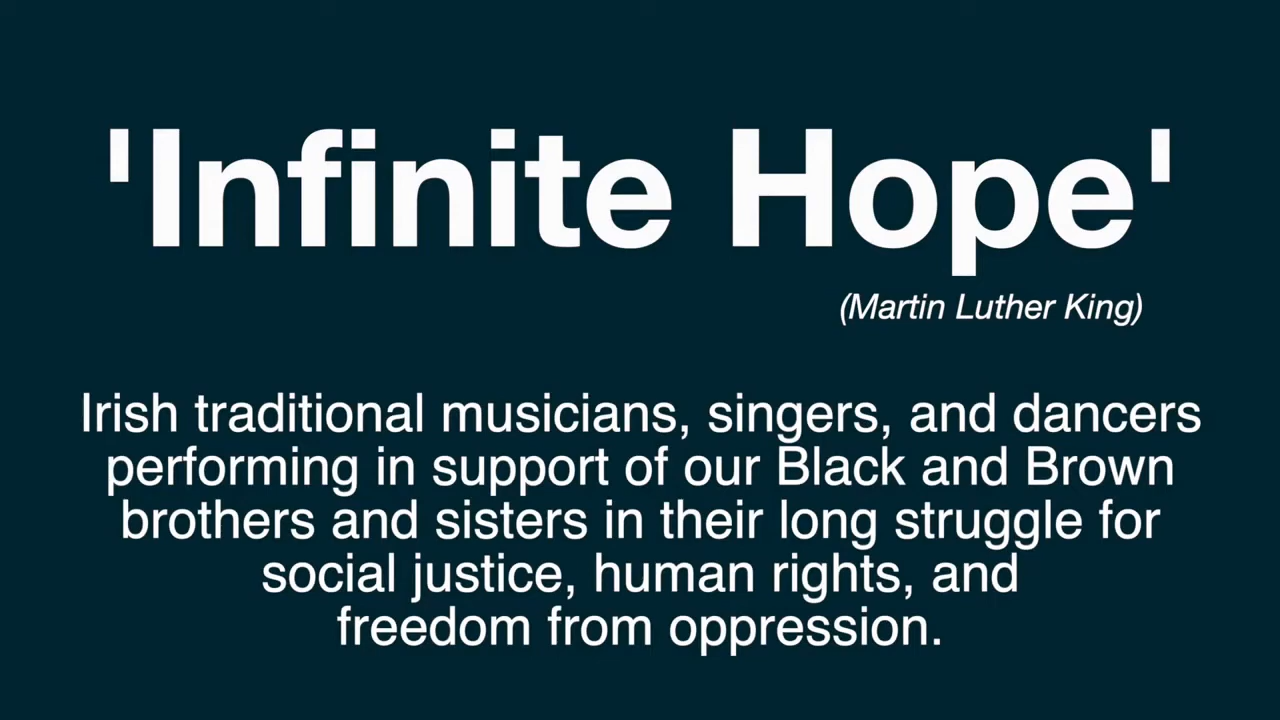 'Infinite Hope'
(Martin Luther King)
Irish traditional musicians, singers, and dancers
performing in support of our Black and Brown
brothers and sisters in their long struggle for
social justice, human rights, and
freedom from oppression.